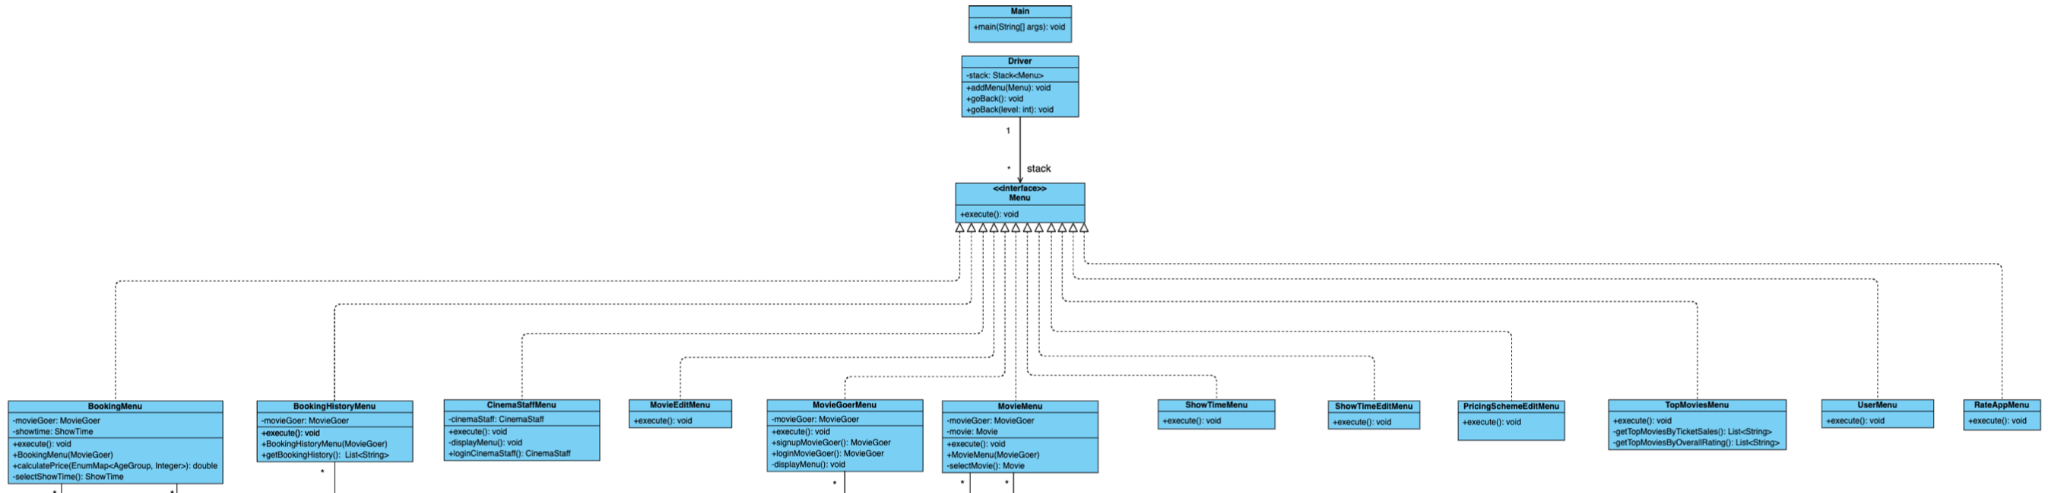 Main
+main(String[] args): void
Driver
-stack: Stack<Menu>
+addMenu(Menu): void
+goBack(): void
+goBack(level: int): void
1
* stack
<<interface>>
Menu
+execute(): void
BookingMenu
-movieGoer: MovieGoer
-showtime: ShowTime
+execute(): void
+BookingMenu(MovieGoer)
+calculatePrice(EnumMap<AgeGroup, Integer>): double
-selectShowTime(): ShowTime
* *
BookingHistoryMenu
-movieGoer: MovieGoer
+execute(): void
+BookingHistoryMenu(MovieGoer)
+getBookingHistory(): List<String>
*
CinemaStaffMenu
-cinemaStaff: CinemaStaff
+execute(): void
-displayMenu(): void
+loginCinemaStaff(): CinemaStaff
MovieEditMenu
+execute(): void
MovieGoerMenu
-movieGoer: MovieGoer
+execute(): void
+signupMovieGoer(): MovieGoer
+loginMovieGoer(): MovieGoer
-displayMenu(): void
*
MovieMenu
-movieGoer: MovieGoer
-movie: Movie
+execute(): void
+MovieMenu(MovieGoer)
-selectMovie(): Movie
* *
ShowTimeMenu
+execute(): void
ShowTimeEditMenu
+execute(): void
PricingSchemeEditMenu
+execute(): void
TopMoviesMenu
+execute(): void
-getTopMoviesByTicketSales(): List<String>
-getTopMoviesByOverallRating(): List<String>
UserMenu
+execute(): void
RateAppMenu
+execute(): void